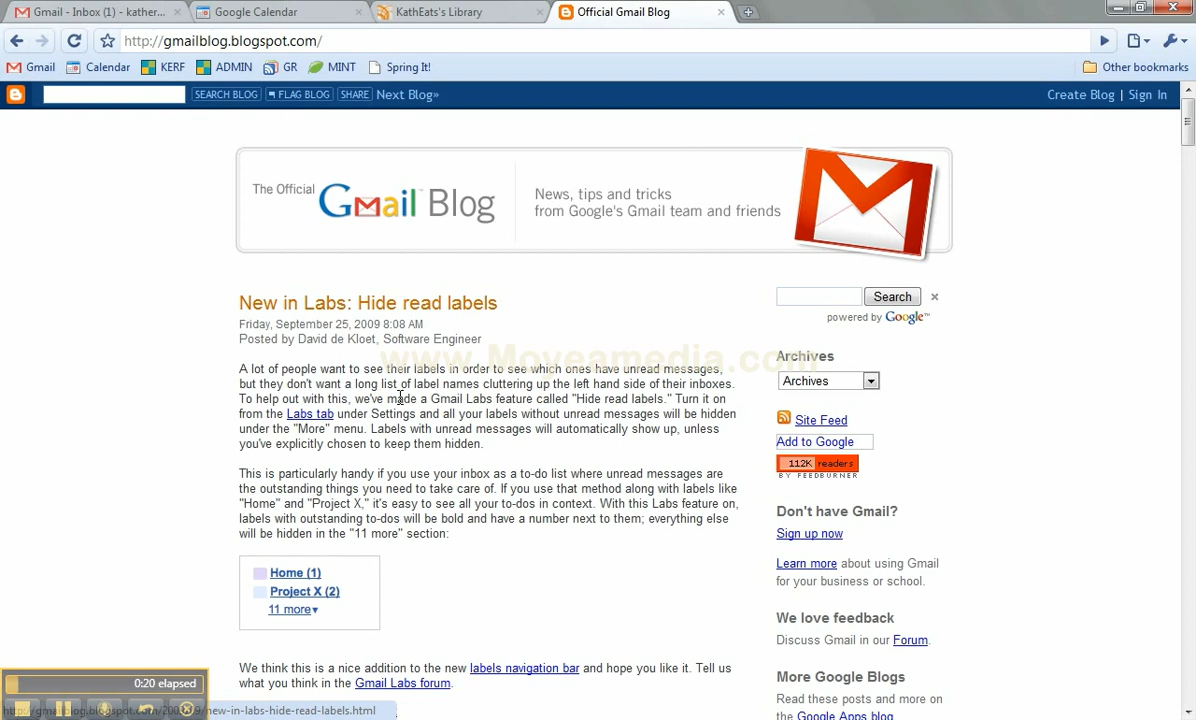 Gmail - Inbox (1) - kather...
Google Calendar
KathEats's Library
Official Gmail Blog
http://gmailblog.blogspot.com/
Gmail
Calendar
KERF
ADMIN
GR
MINT
Spring It!
Other bookmarks
SEARCH BLOG
FLAG BLOG
SHARE
Next Blog»
Create Blog | Sign In
The Official Gmail™ Blog
News, tips and tricks
from Google's Gmail team and friends
New in Labs: Hide read labels
Friday, September 25, 2009 8:08 AM
Posted by David de Kloet, Software Engineer
www.Moyeamedia.com
A lot of people want to see their labels in order to see which ones have unread messages,
but they don't want a long list of label names cluttering up the left hand side of their inboxes.
To help out with this, we've made a Gmail Labs feature called "Hide read labels." Turn it on
from the Labs tab under Settings and all your labels without unread messages will be hidden
under the "More" menu. Labels with unread messages will automatically show up, unless
you've explicitly chosen to keep them hidden.
This is particularly handy if you use your inbox as a to-do list where unread messages are
the outstanding things you need to take care of. If you use that method along with labels like
"Home" and "Project X," it's easy to see all your to-dos in context. With this Labs feature on,
labels with outstanding to-dos will be bold and have a number next to them; everything else
will be hidden in the "11 more" section:
Home (1)
Project X (2)
11 more▾
We think this is a nice addition to the new labels navigation bar and hope you like it. Tell us
what you think in the Gmail Labs forum.
Search
powered by Google™
Archives
Archives
Site Feed
Add to Google
112K readers
BY FEEDBURNER
Don't have Gmail?
Sign up now
Learn more about using Gmail
for your business or school.
We love feedback
Discuss Gmail in our Forum.
More Google Blogs
Read these posts and more on
the Google Apps blog
0:20 elapsed
http://gmailblog.blogspot.com/2009/09/new-in-labs-hide-read-labels.html